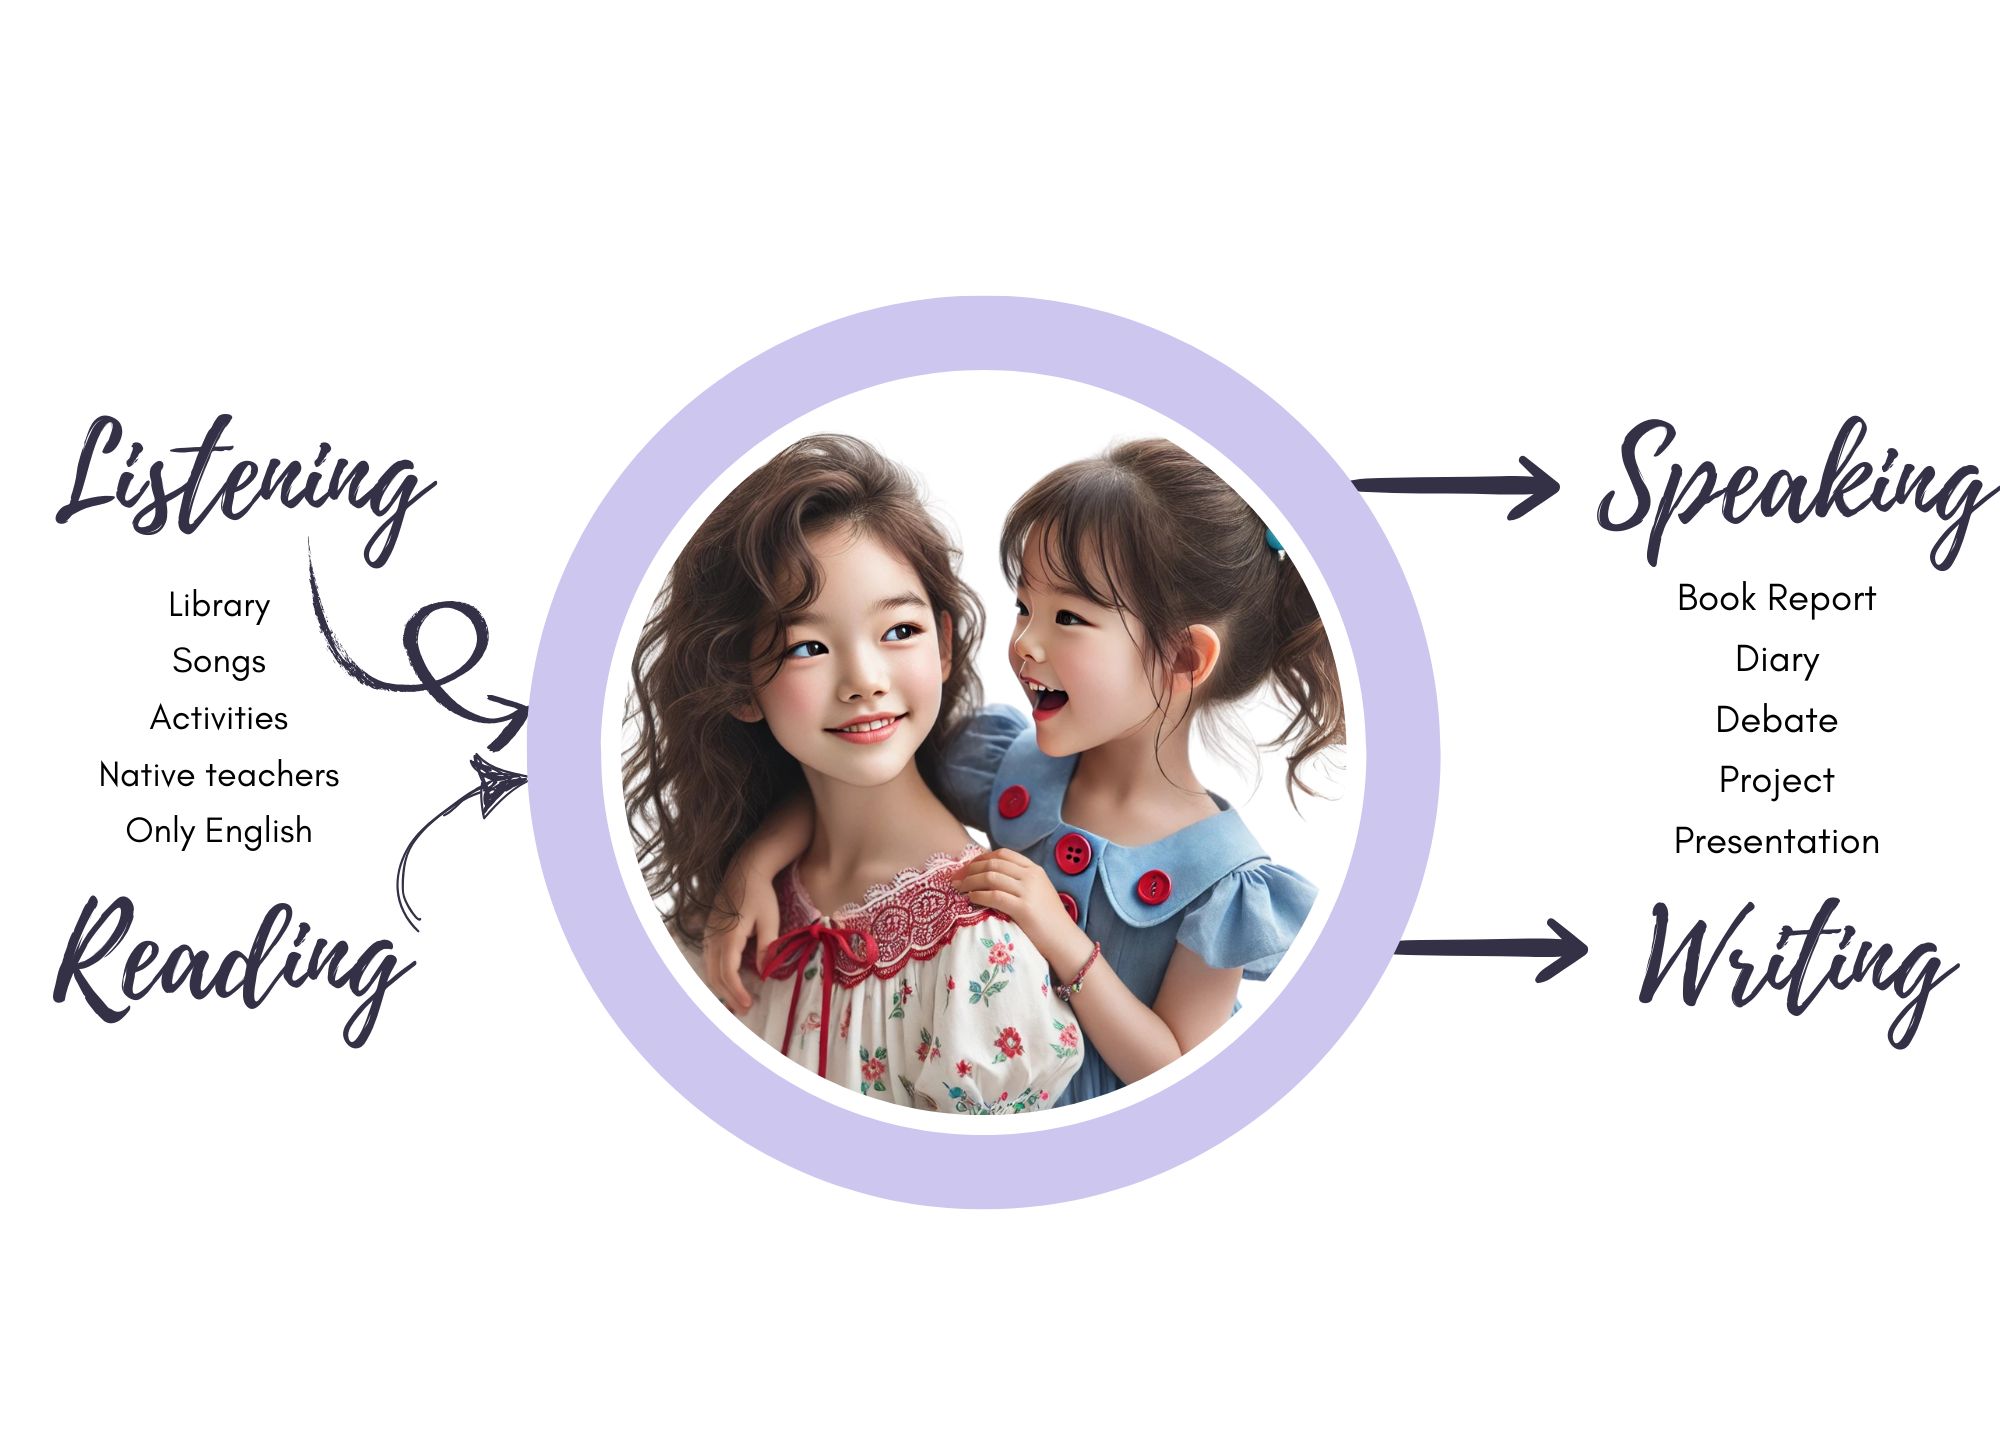 Listening
Library
Songs
Activities
Native teachers
Only English
Reading
Speaking
Book Report
Diary
Debate
Project
Presentation
Writing